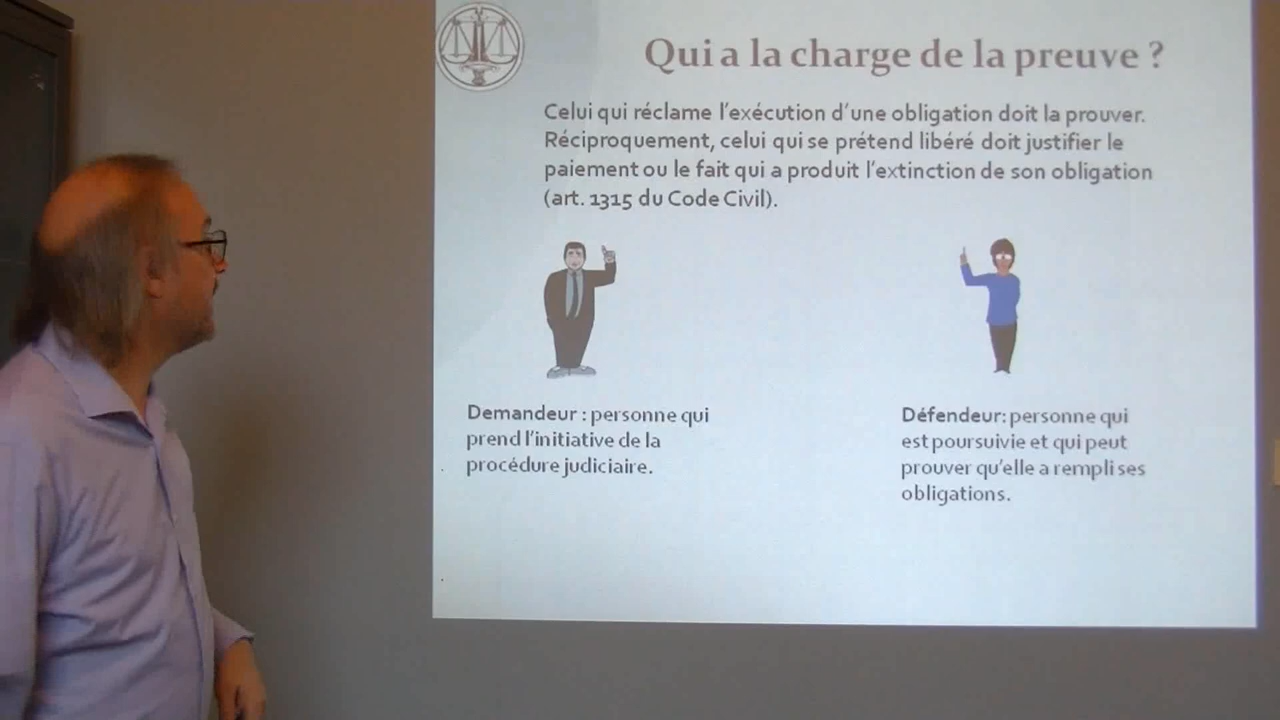 Qui a la charge de la preuve ?
Celui qui réclame l'exécution d'une obligation doit la prouver.
Réciproquement, celui qui se prétend libéré doit justifier le
paiement ou le fait qui a produit l'extinction de son obligation
(art. 1315 du Code Civil).
Demandeur : personne qui
prend l'initiative de la
procédure judiciaire.
Défendeur: personne qui
est poursuivie et qui peut
prouver qu'elle a rempli ses
obligations.